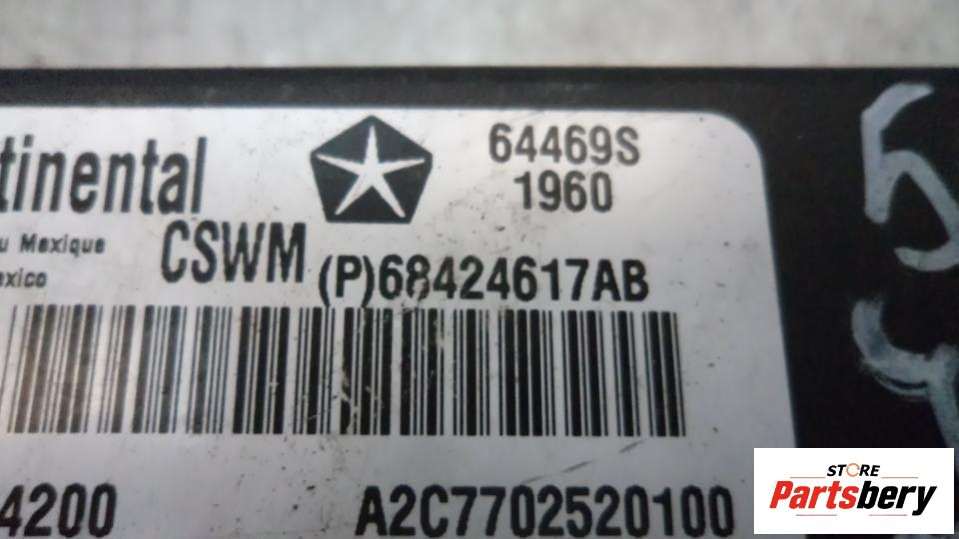 tinental
64469S
1960
u Mexique
exico
CSWM
(P)68424617AB
4200
A2C7702520100
STORE
Partsbery